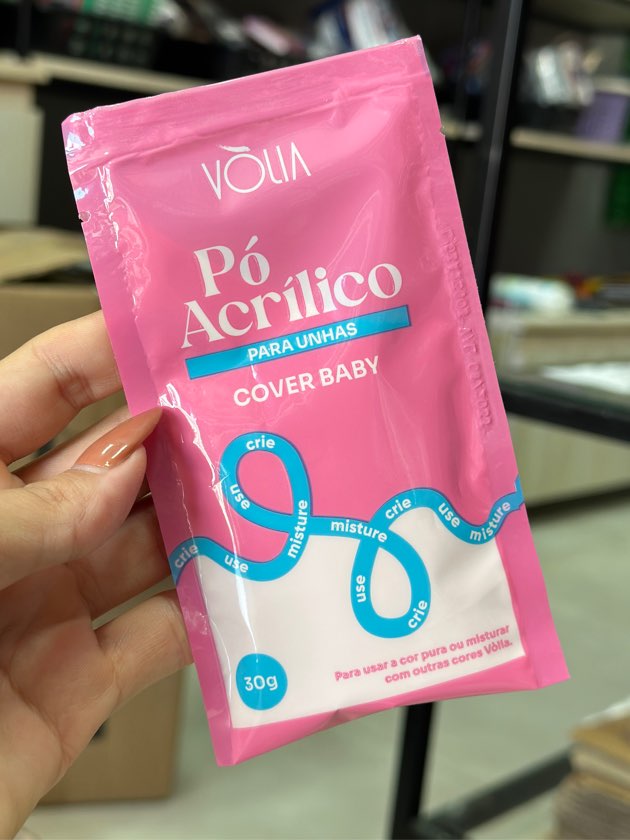 VÒLIA
Pó
Acrílico
PARA UNHAS
COVER BABY
crie
use
misture
crie
use
misture
misture
crie
use
crie
use
misture
30g
Para usar a cor pura ou misturar
com outras cores Vòlia.